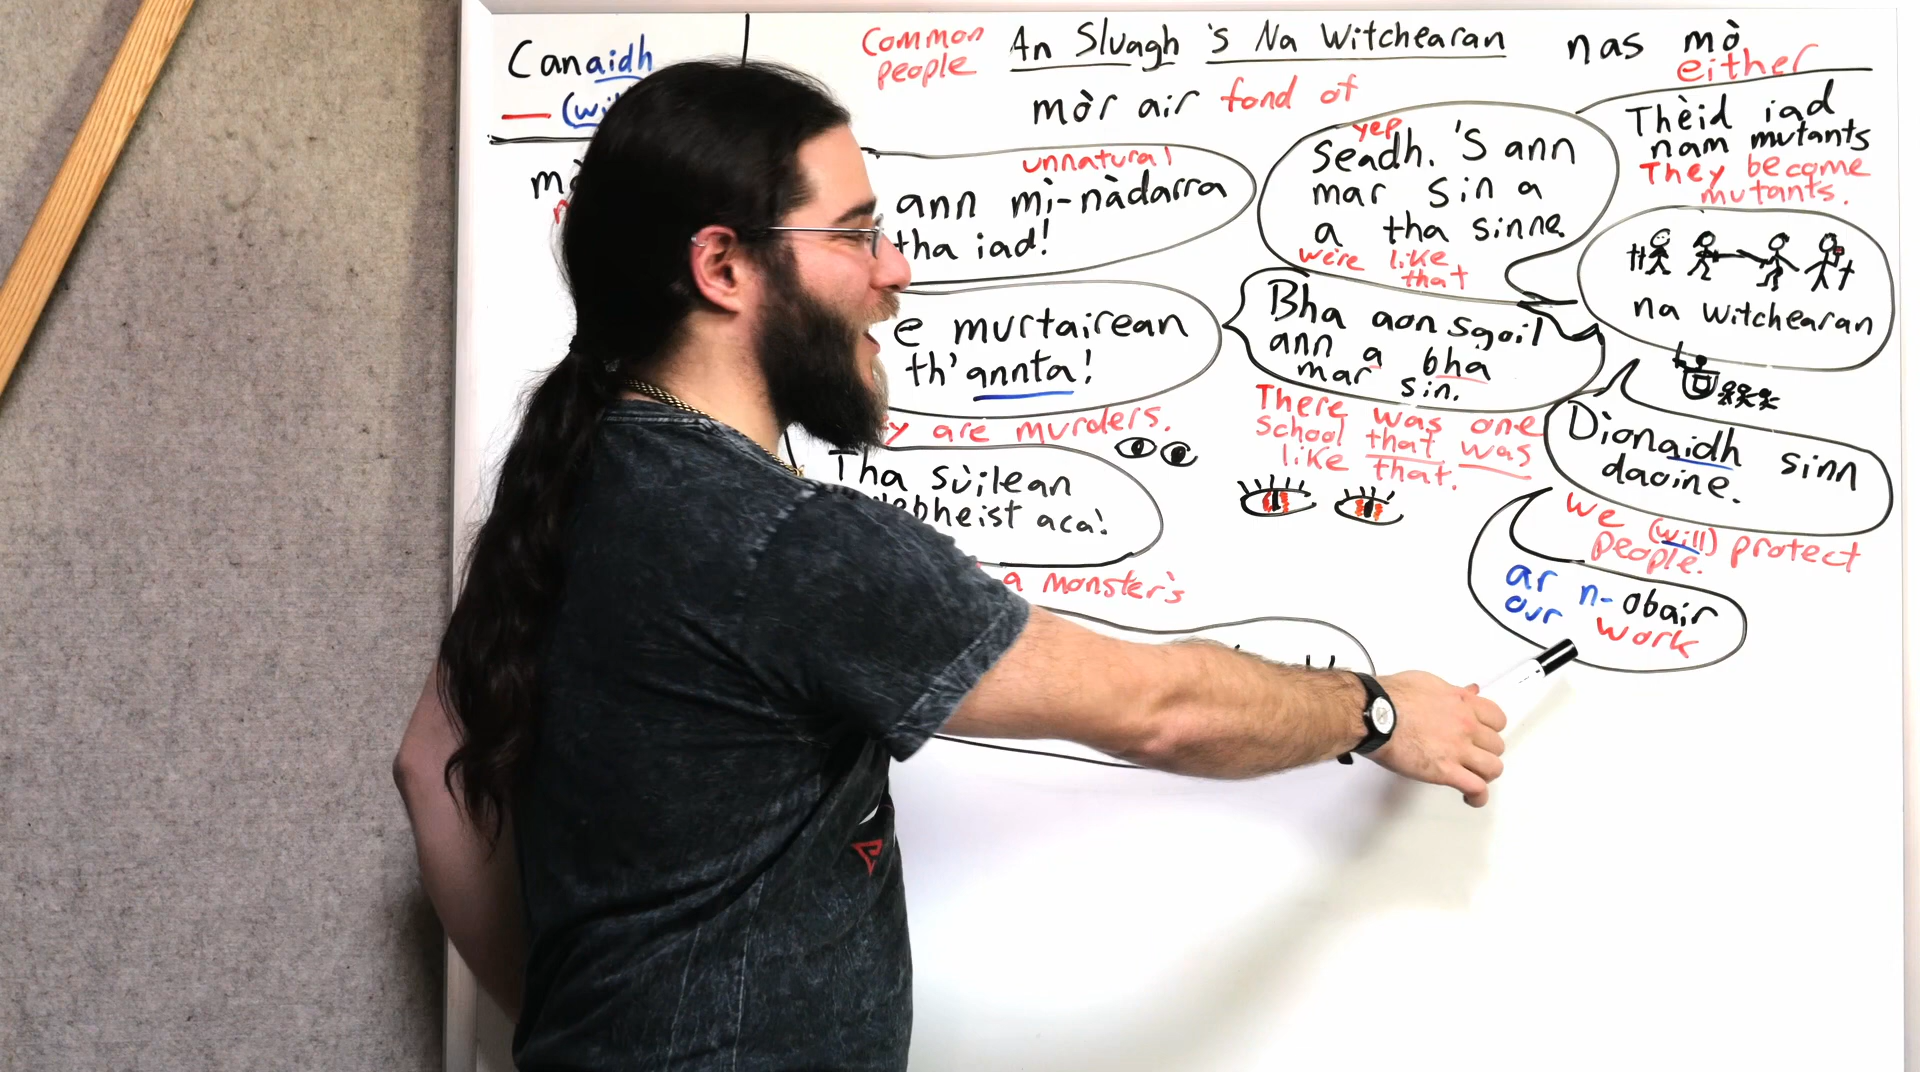 Canaidh
common people
An Sluagh 's Na Witchearan
nas mò
either
mòr air fond of
unnatural
ann mì-nàdarra
tha iad!
yep
Seadh. 'S ann
mar sin a
a tha sinne.
we're like
that
Thèid iad
nam mutants
They become
mutants.
na witchearan
e murtairean
th'annta!
are murders.
Bha aon sgoil
ann a bha
mar sin.
There was one
school that was
like that.
Dìonaidh sinn
daoine.
we (will) protect
people.
Tha sùilean
aca!
a monster's
ar n-obair
our work